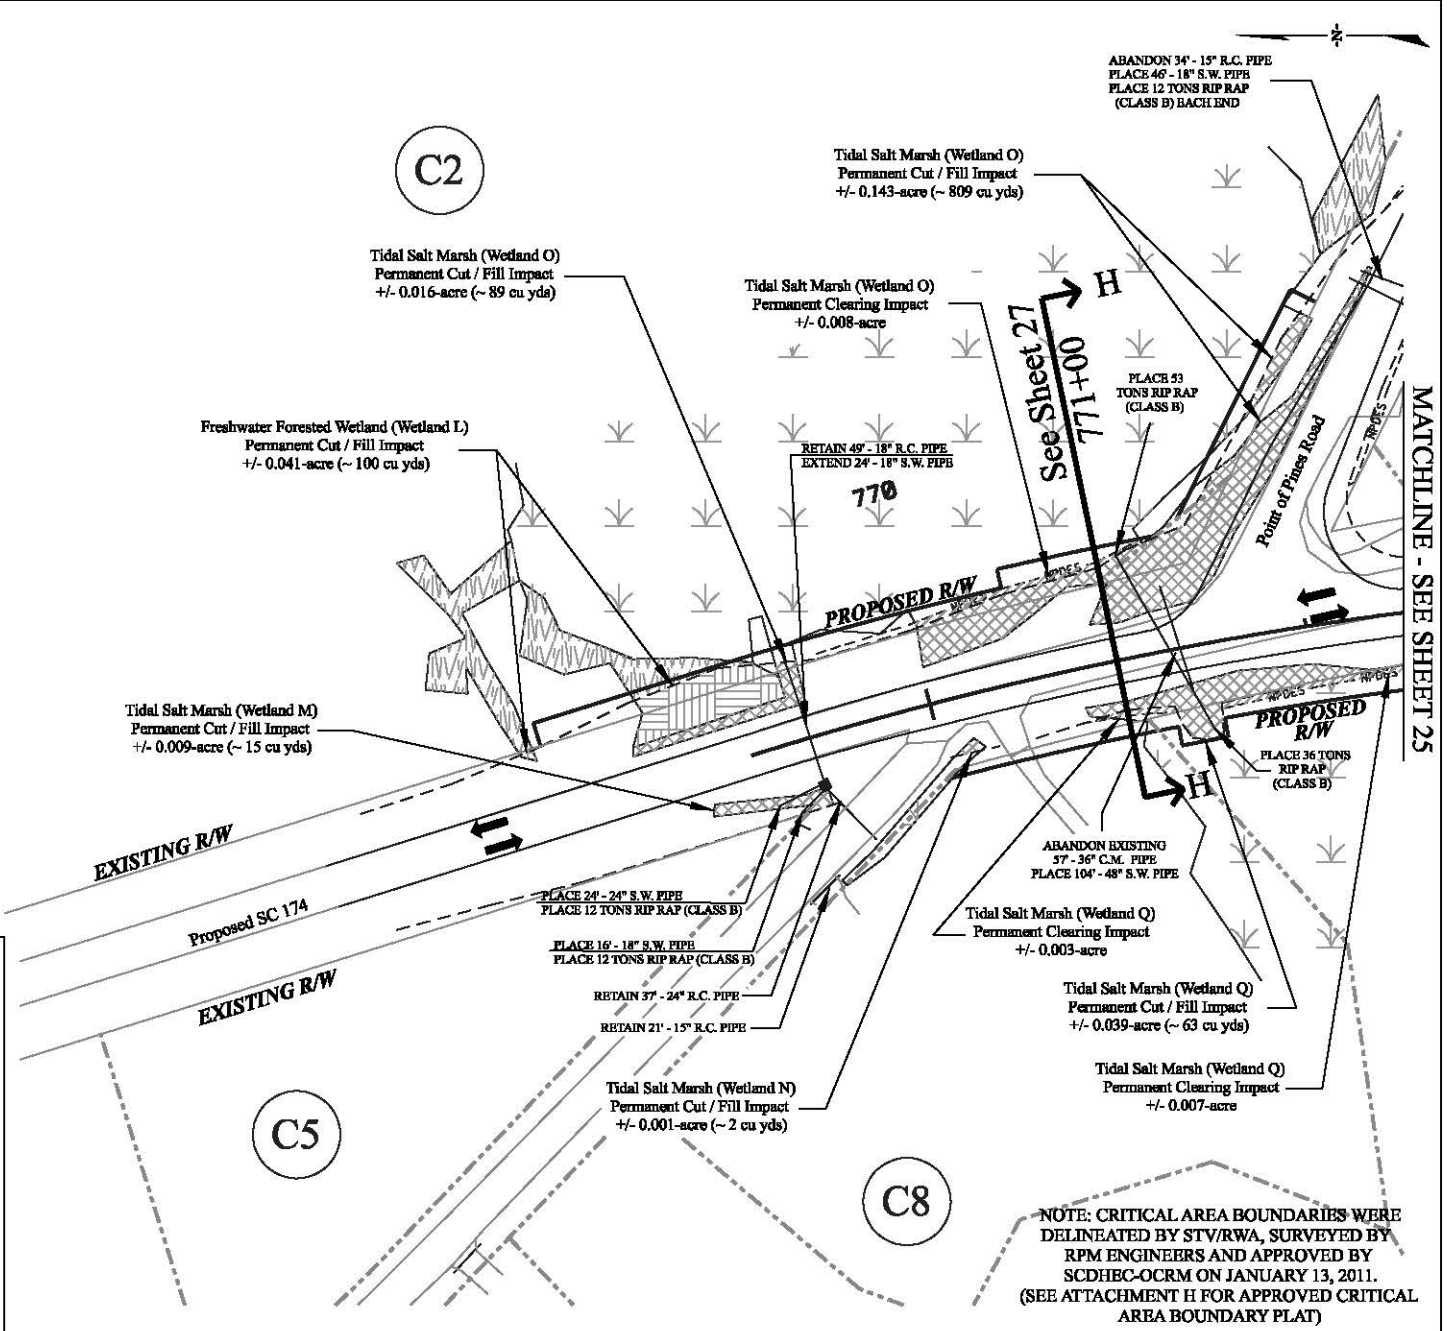 N
ABANDON 34' - 15" R.C. PIPE
PLACE 46' - 18" S.W. PIPE
PLACE 12 TONS RIP RAP
(CLASS B) EACH END
C2
Tidal Salt Marsh (Wetland O)
Permanent Cut / Fill Impact
+/- 0.143-acre (~ 809 cu yds)
Tidal Salt Marsh (Wetland O)
Permanent Cut / Fill Impact
+/- 0.016-acre (~ 89 cu yds)
Tidal Salt Marsh (Wetland O)
Permanent Clearing Impact
+/- 0.008-acre
H
See Sheet 27
771+00
PLACE 53
TONS RIP RAP
(CLASS B)
MATCHLINE - SEE SHEET 25
NPDES
Point of Pines Road
Freshwater Forested Wetland (Wetland L)
Permanent Cut / Fill Impact
+/- 0.041-acre (~ 100 cu yds)
RETAIN 49' - 18" R.C. PIPE
EXTEND 24' - 18" S.W. PIPE
770
PROPOSED R/W
NPDES
NPDES
Tidal Salt Marsh (Wetland M)
Permanent Cut / Fill Impact
+/- 0.009-acre (~ 15 cu yds)
NPDES
NPDES
PROPOSED
R/W
PLACE 36 TONS
RIP RAP
(CLASS B)
H
EXISTING R/W
ABANDON EXISTING
57' - 36" C.M. PIPE
PLACE 104' - 48" S.W. PIPE
Proposed SC 174
PLACE 24' - 24" S.W. PIPE
PLACE 12 TONS RIP RAP (CLASS B)
PLACE 16' - 18" S.W. PIPE
PLACE 12 TONS RIP RAP (CLASS B)
Tidal Salt Marsh (Wetland Q)
Permanent Clearing Impact
+/- 0.003-acre
EXISTING R/W
RETAIN 37' - 24" R.C. PIPE
RETAIN 21' - 15" R.C. PIPE
Tidal Salt Marsh (Wetland Q)
Permanent Cut / Fill Impact
+/- 0.039-acre (~ 63 cu yds)
Tidal Salt Marsh (Wetland N)
Permanent Cut / Fill Impact
+/- 0.001-acre (~ 2 cu yds)
Tidal Salt Marsh (Wetland Q)
Permanent Clearing Impact
+/- 0.007-acre
C5
C8
NOTE: CRITICAL AREA BOUNDARIES WERE
DELINEATED BY STV/RWA, SURVEYED BY
RPM ENGINEERS AND APPROVED BY
SCDHEC-OCRM ON JANUARY 13, 2011.
(SEE ATTACHMENT H FOR APPROVED CRITICAL
AREA BOUNDARY PLAT)